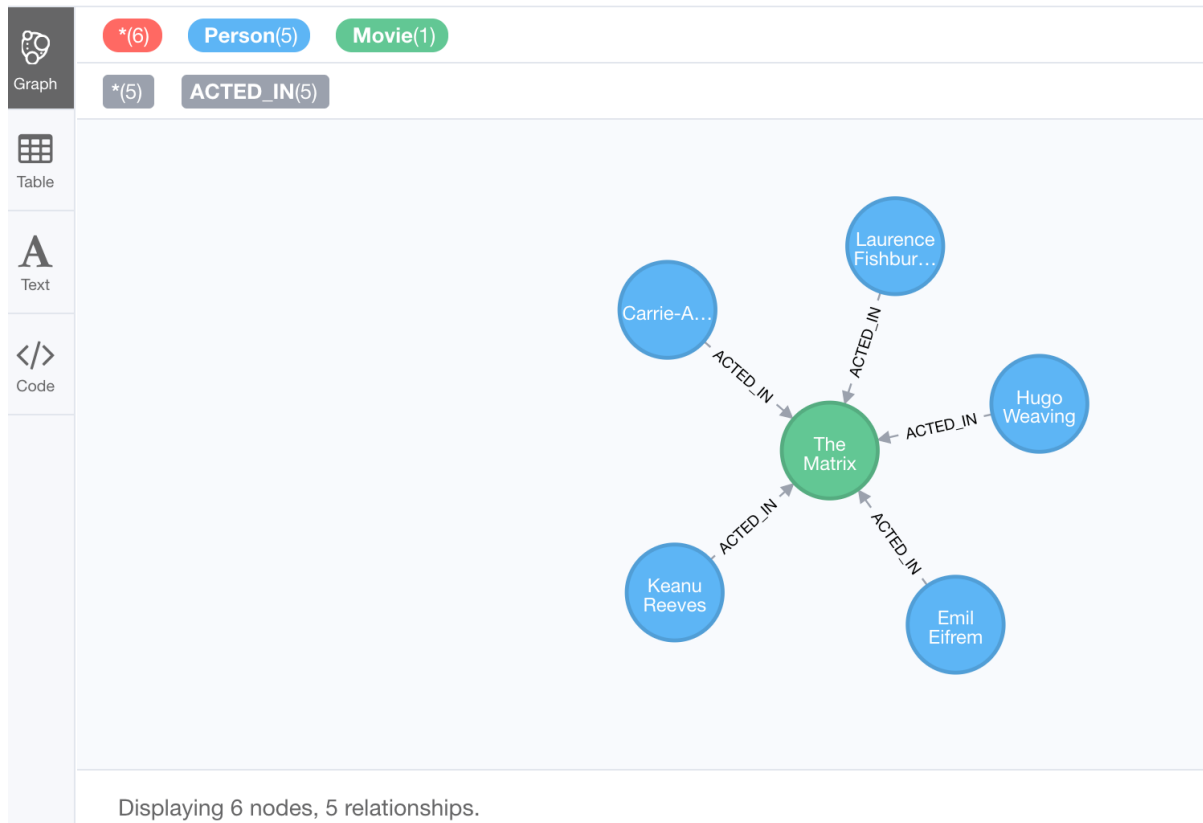 *(6) Person(5) Movie(1)
Graph
*(5) ACTED_IN(5)
Table
Text
Code
Laurence
Fishbur…
Carrie-A…
ACTED_IN
ACTED_IN
Hugo
Weaving
ACTED_IN
The
Matrix
ACTED_IN
ACTED_IN
Keanu
Reeves
Emil
Eifrem
Displaying 6 nodes, 5 relationships.